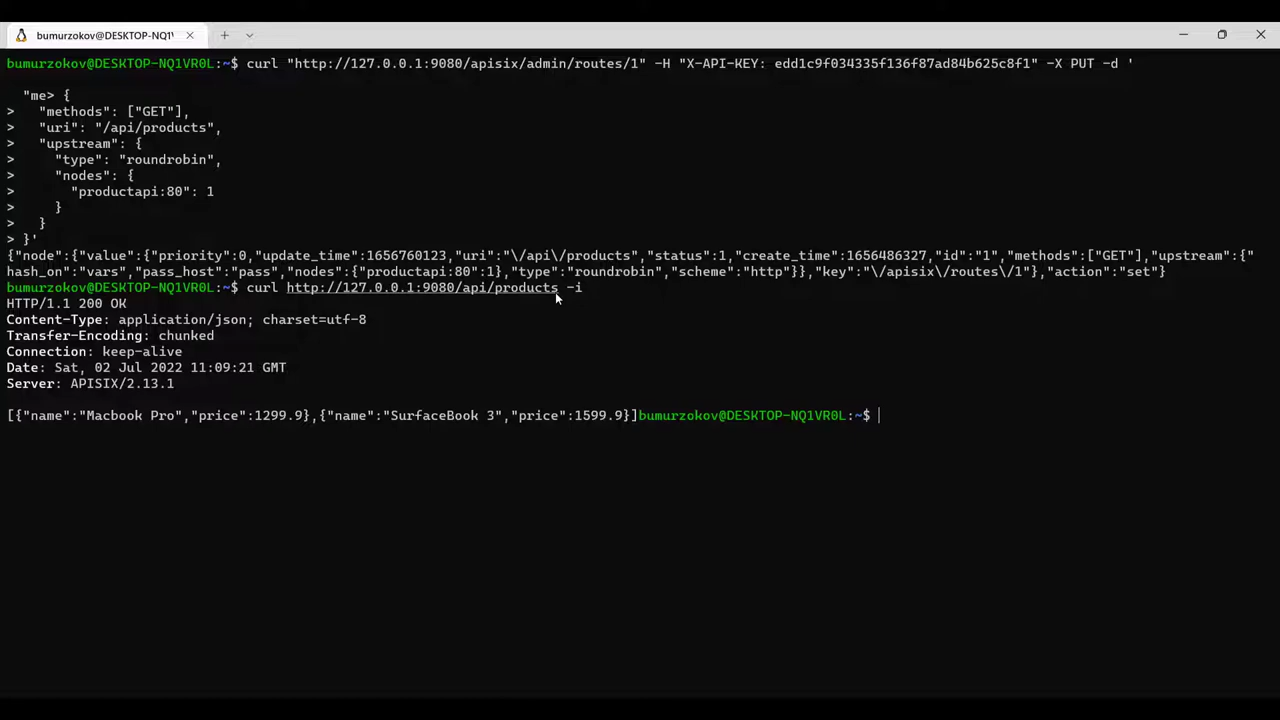 bumurzokov@DESKTOP-NQ1V
bumurzokov@DESKTOP-NQ1VR0L:~$ curl "http://127.0.0.1:9080/apisix/admin/routes/1" -H "X-API-KEY: edd1c9f034335f136f87ad84b625c8f1" -X PUT -d '
"me> {
>   "methods": ["GET"],
>   "uri": "/api/products",
>   "upstream": {
>     "type": "roundrobin",
>     "nodes": {
>       "productapi:80": 1
>     }
>   }
> }'
{"node":{"value":{"priority":0,"update_time":1656760123,"uri":"\/api\/products","status":1,"create_time":1656486327,"id":"1","methods":["GET"],"upstream":{"
hash_on":"vars","pass_host":"pass","nodes":{"productapi:80":1},"type":"roundrobin","scheme":"http"}},"key":"\/apisix\/routes\/1"},"action":"set"}
bumurzokov@DESKTOP-NQ1VR0L:~$ curl http://127.0.0.1:9080/api/products -i
HTTP/1.1 200 OK
Content-Type: application/json; charset=utf-8
Transfer-Encoding: chunked
Connection: keep-alive
Date: Sat, 02 Jul 2022 11:09:21 GMT
Server: APISIX/2.13.1
[{"name":"Macbook Pro","price":1299.9},{"name":"SurfaceBook 3","price":1599.9}]bumurzokov@DESKTOP-NQ1VR0L:~$